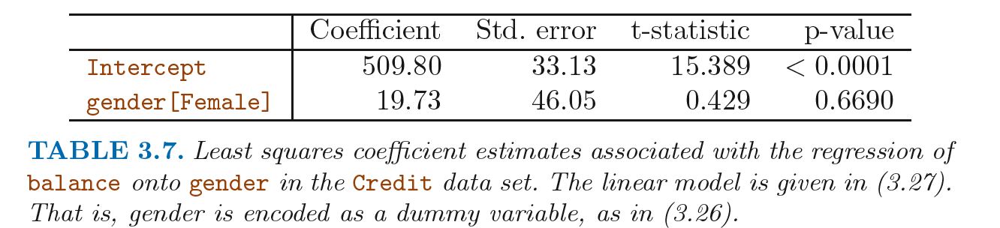 Coefficient Std. error t-statistic p-value
Intercept 509.80 33.13 15.389 < 0.0001
gender[Female] 19.73 46.05 0.429 0.6690
TABLE 3.7. Least squares coefficient estimates associated with the regression of
balance onto gender in the Credit data set. The linear model is given in (3.27).
That is, gender is encoded as a dummy variable, as in (3.26).